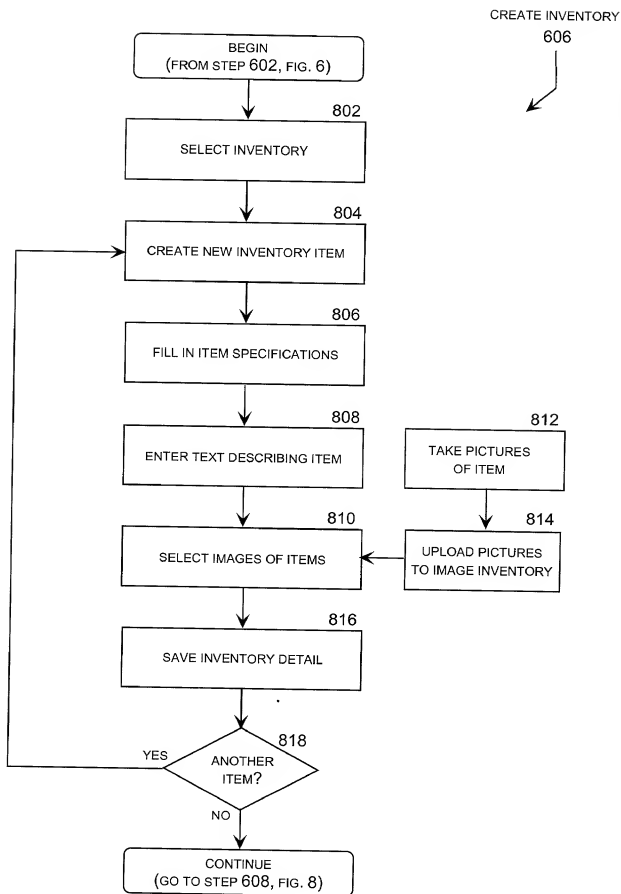 CREATE INVENTORY
606
BEGIN
(FROM STEP 602, FIG. 6)
802
SELECT INVENTORY
804
CREATE NEW INVENTORY ITEM
806
FILL IN ITEM SPECIFICATIONS
808
ENTER TEXT DESCRIBING ITEM
812
TAKE PICTURES
OF ITEM
810
SELECT IMAGES OF ITEMS
814
UPLOAD PICTURES
TO IMAGE INVENTORY
816
SAVE INVENTORY DETAIL
818
YES
ANOTHER
ITEM?
NO
CONTINUE
(GO TO STEP 608, FIG. 8)